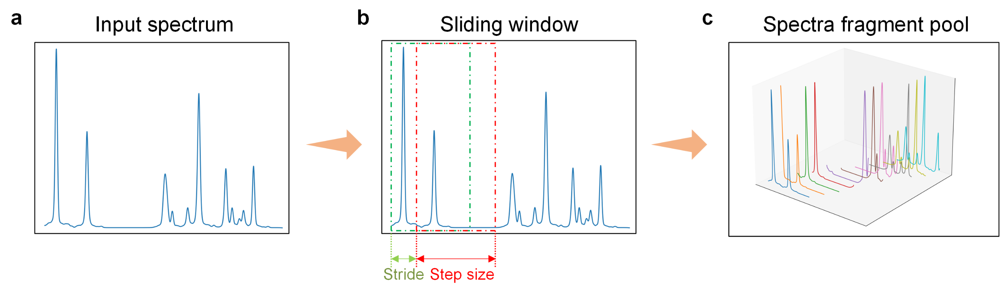 a
Input spectrum
b
Sliding window
c
Spectra fragment pool
Stride
Step size